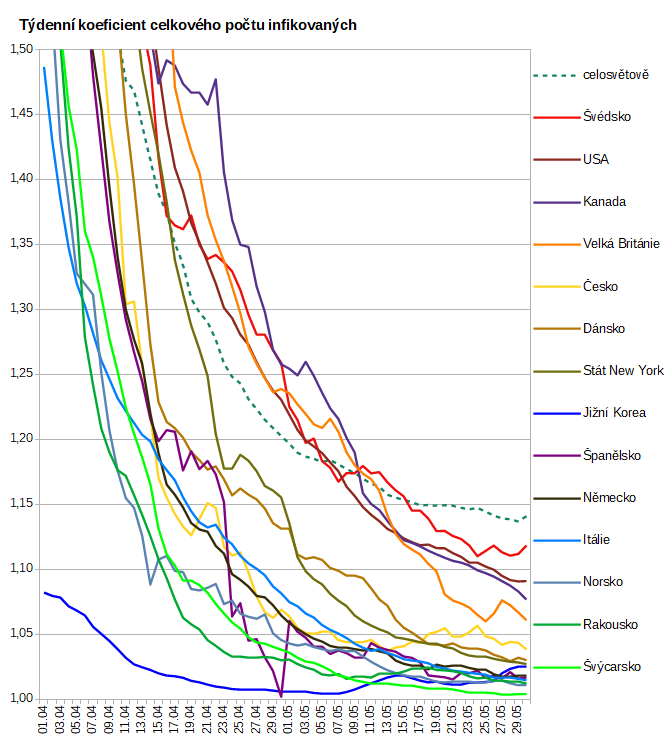 Týdenní koeficient celkového počtu infikovaných
1,50
1,45
1,40
1,35
1,30
1,25
1,20
1,15
1,10
1,05
1,00
01.04
03.04
05.04
07.04
09.04
11.04
13.04
15.04
17.04
19.04
21.04
23.04
25.04
27.04
29.04
01.05
03.05
05.05
07.05
09.05
11.05
13.05
15.05
17.05
19.05
21.05
23.05
25.05
27.05
29.05
celosvětově
Švédsko
USA
Kanada
Velká Británie
Česko
Dánsko
Stát New York
Jižní Korea
Španělsko
Německo
Itálie
Norsko
Rakousko
Švýcarsko